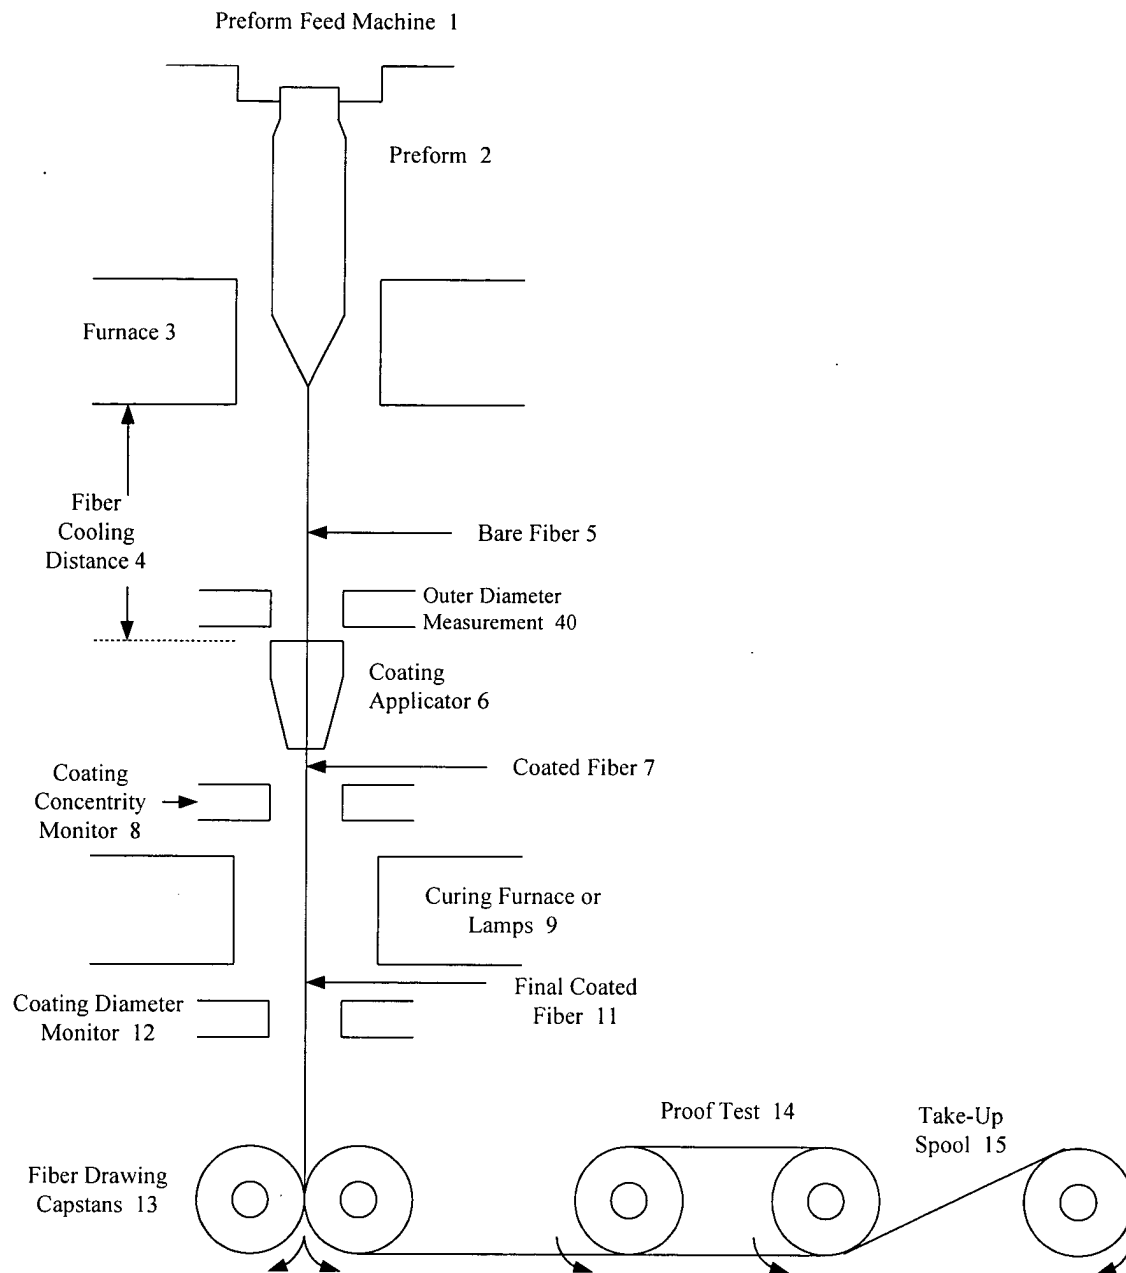 Preform Feed Machine 1
Preform 2
Furnace 3
Fiber
Cooling
Distance 4
Bare Fiber 5
Outer Diameter
Measurement 40
Coating
Applicator 6
Coated Fiber 7
Coating
Concentrity
Monitor 8
Curing Furnace or
Lamps 9
Final Coated
Fiber 11
Coating Diameter
Monitor 12
Proof Test 14
Take-Up
Spool 15
Fiber Drawing
Capstans 13